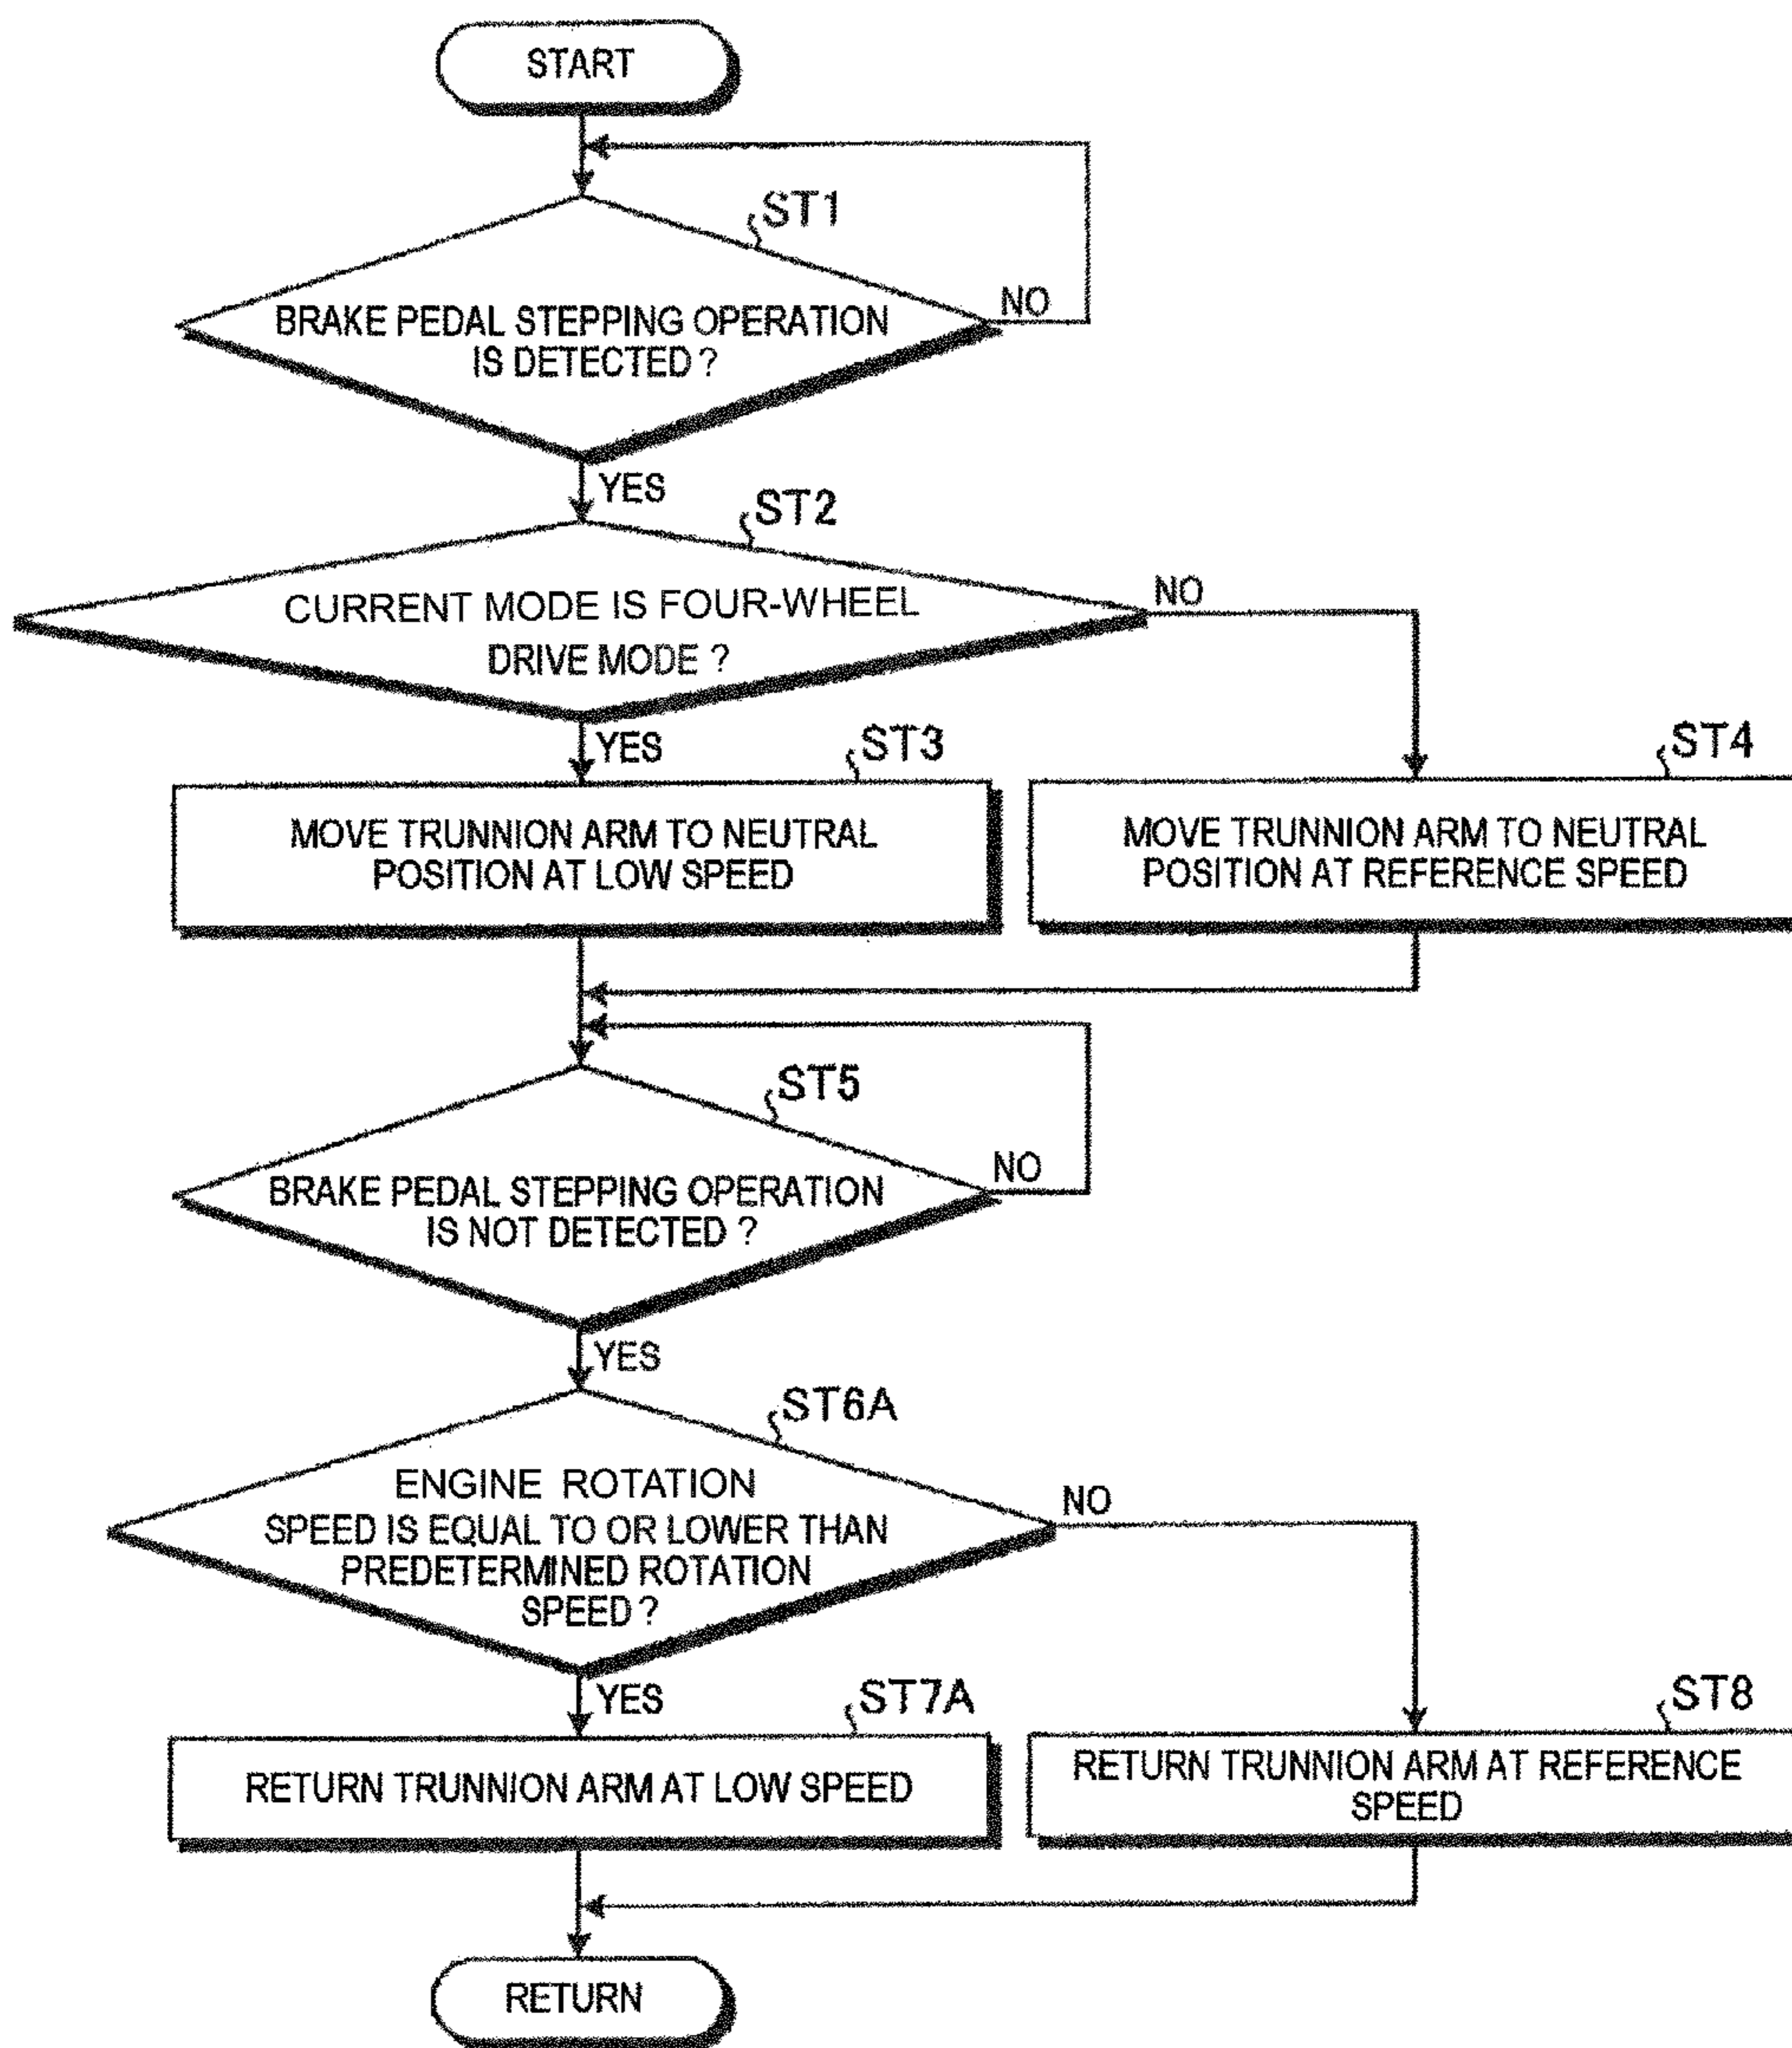 START
ST1
BRAKE PEDAL STEPPING OPERATION
IS DETECTED ?
NO
YES
ST2
CURRENT MODE IS FOUR-WHEEL
DRIVE MODE ?
NO
YES
ST3
MOVE TRUNNION ARM TO NEUTRAL
POSITION AT LOW SPEED
ST4
MOVE TRUNNION ARM TO NEUTRAL
POSITION AT REFERENCE SPEED
ST5
BRAKE PEDAL STEPPING OPERATION
IS NOT DETECTED ?
NO
YES
ST6A
ENGINE ROTATION
SPEED IS EQUAL TO OR LOWER THAN
PREDETERMINED ROTATION
SPEED ?
NO
YES
ST7A
RETURN TRUNNION ARM AT LOW SPEED
ST8
RETURN TRUNNION ARM AT REFERENCE
SPEED
RETURN